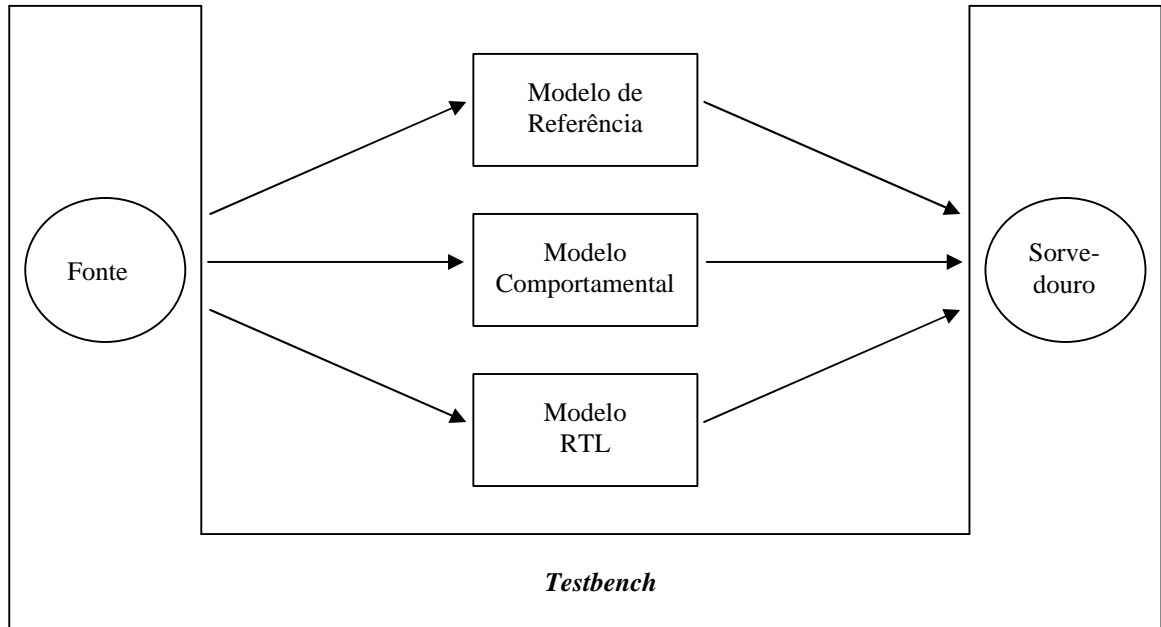 Modelo de
Referência
Fonte
Modelo
Comportamental
Sorve-
douro
Modelo
RTL
Testbench